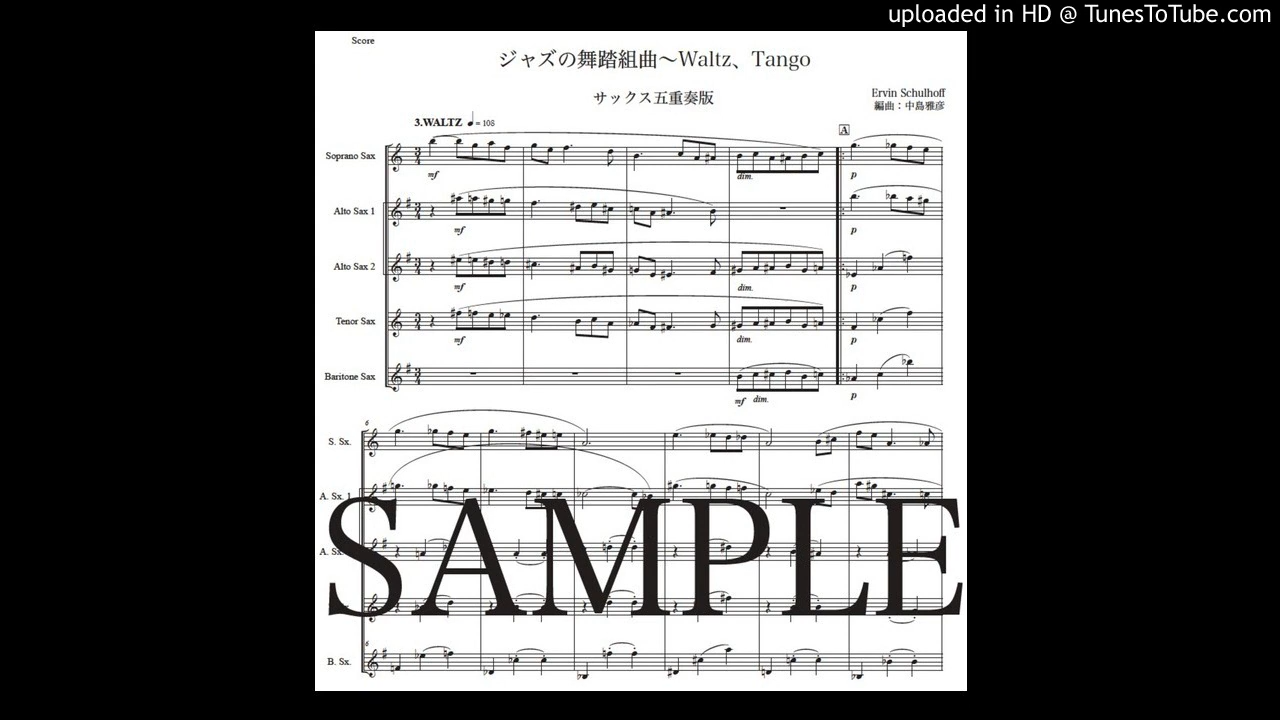 uploaded in HD @ TunesToTube.com
Score
ジャズの舞踏組曲～Waltz、Tango
サックス五重奏版
Ervin Schulhoff
編曲：中島雅彦
3.WALTZ ♩= 108
A
Soprano Sax
mf
dim.
p
Alto Sax 1
mf
p
Alto Sax 2
mf
dim.
p
Tenor Sax
mf
dim.
p
Baritone Sax
mf
dim.
p
6
S. Sx.
A. Sx. 1
A. Sx.
6
B. Sx.
SAMPLE